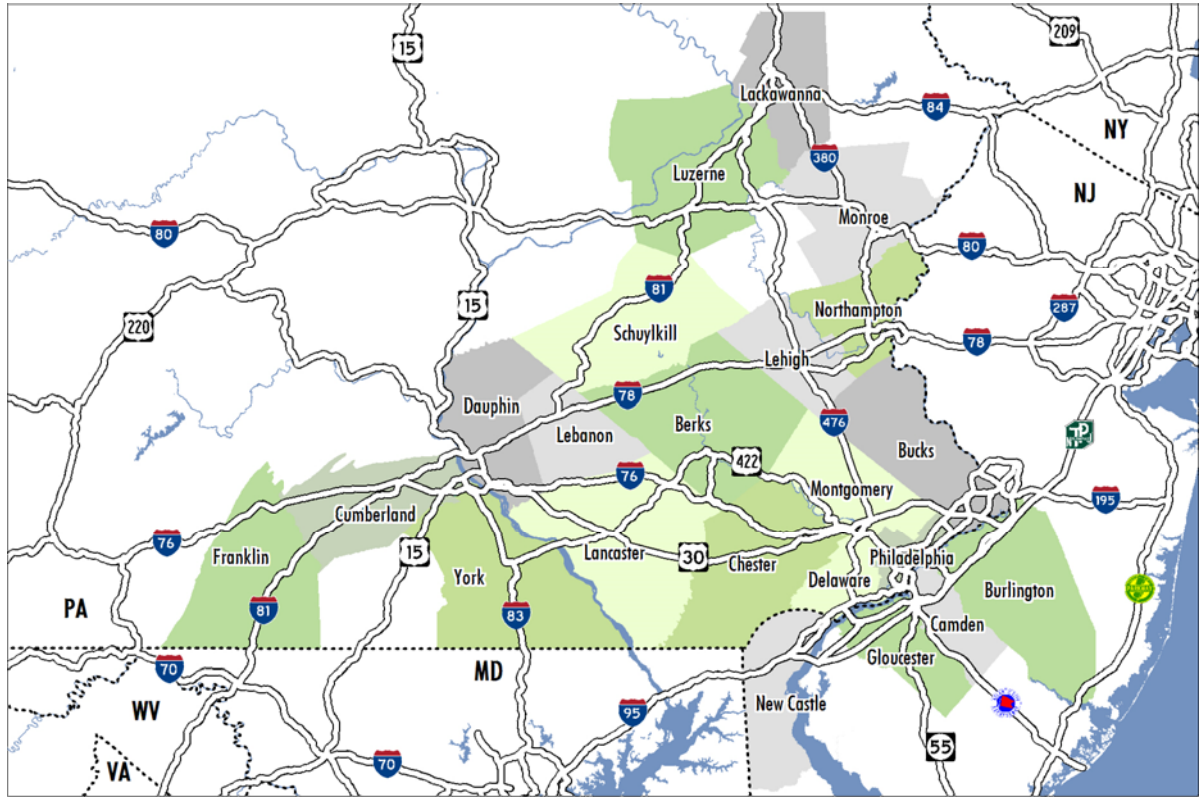 209
15
Lackawanna
84
NY
380
Luzerne
NJ
Monroe
80
80
81
287
15
220
Northampton
Schuylkill
78
Lehigh
78
Dauphin
476
Lebanon
Berks
TP
Bucks
422
76
Montgomery
195
Cumberland
76
15
Franklin
Lancaster
30
Chester
Philadelphia
York
Delaware
Burlington
PA
81
83
Camden
Gloucester
70
MD
New Castle
WV
95
55
VA
70